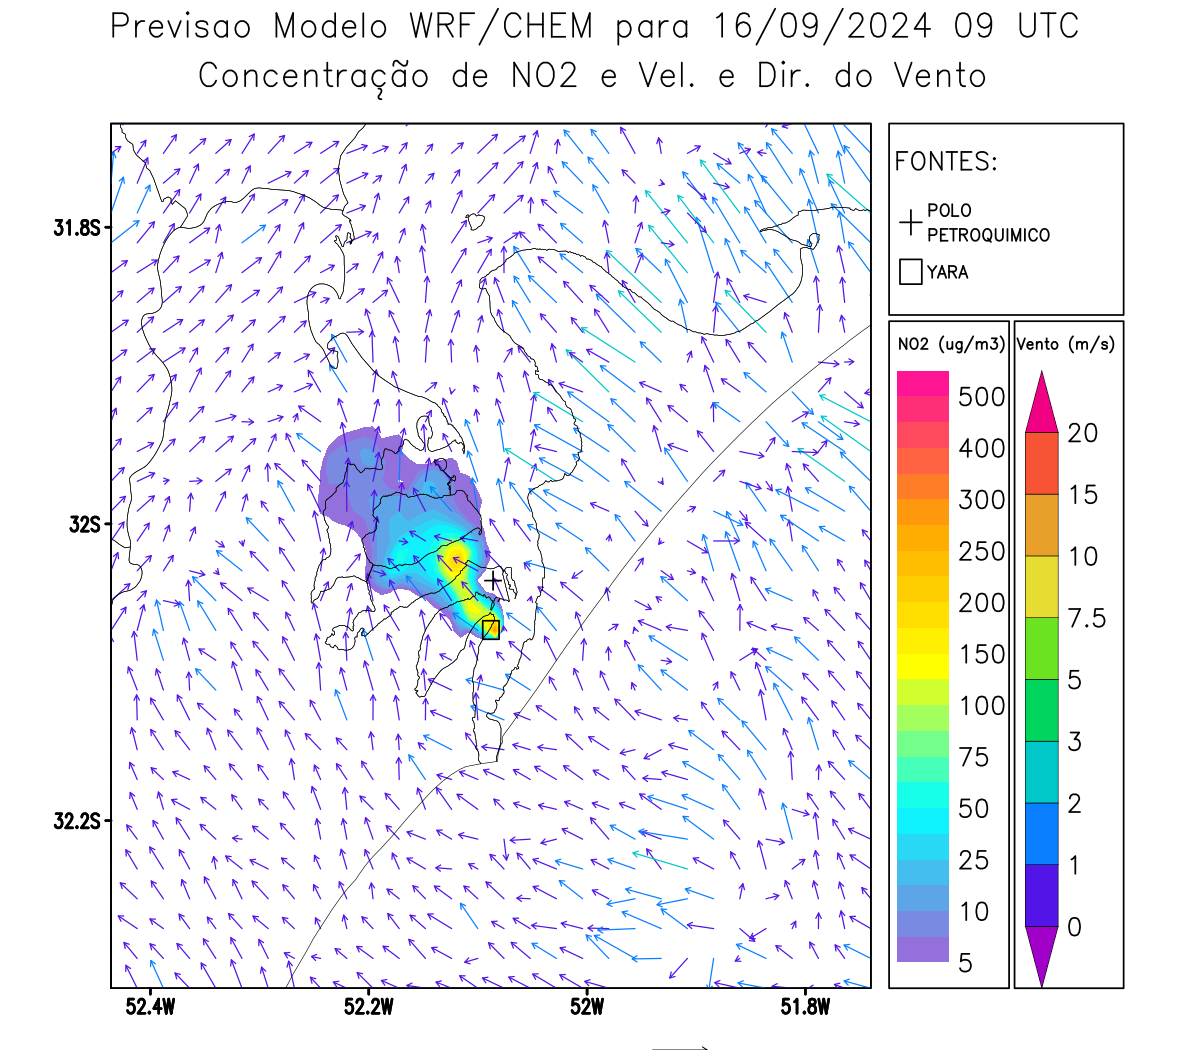 Previsao Modelo WRF/CHEM para 16/09/2024 09 UTC
Concentração de NO2 e Vel. e Dir. do Vento
FONTES:
POLO
PETROQUIMICO
YARA
31.8S
32S
32.2S
52.4W
52.2W
52W
51.8W
NO2 (ug/m3)
500
400
300
250
200
150
100
75
50
25
10
5
Vento (m/s)
20
15
10
7.5
5
3
2
1
0